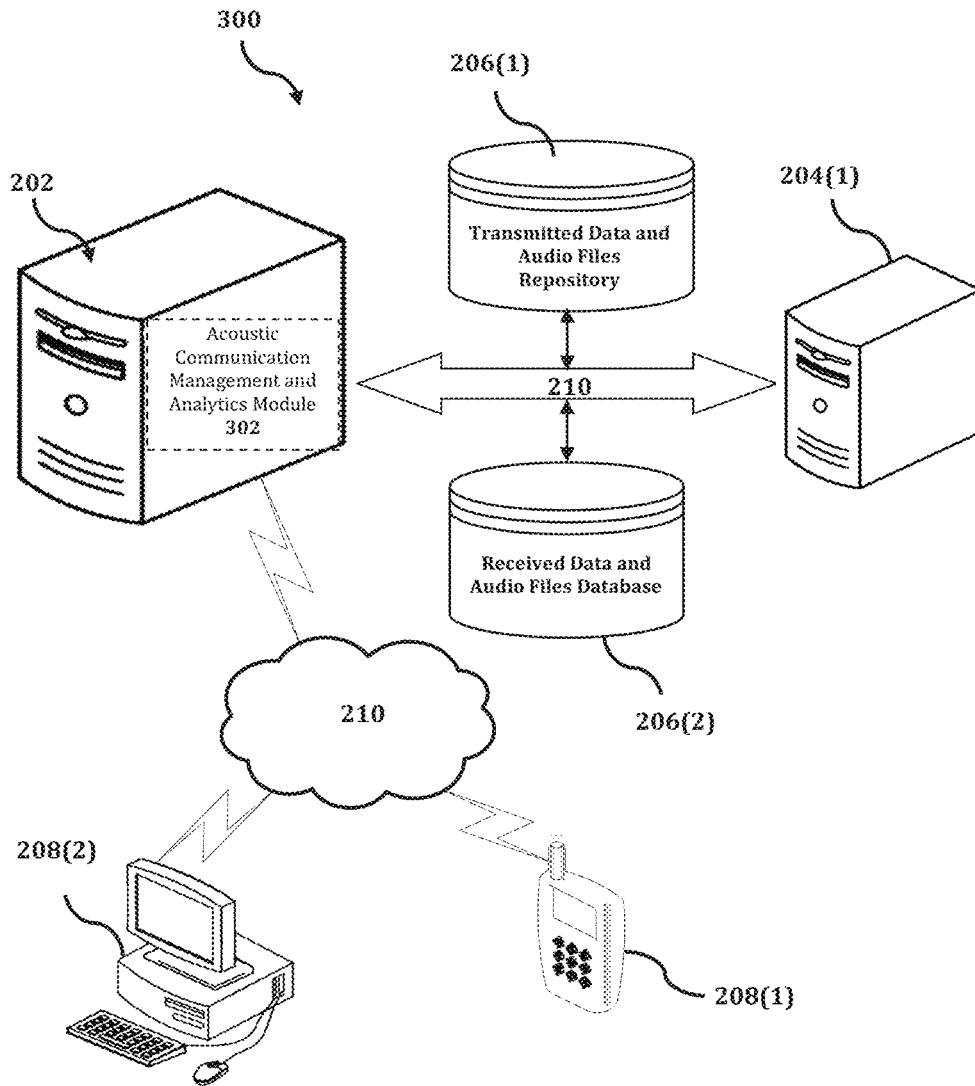 300
206(1)
202
204(1)
Transmitted Data and
Audio Files
Repository
Acoustic
Communication
Management and
Analytics Module
302
210
Received Data and
Audio Files Database
210
206(2)
208(2)
208(1)